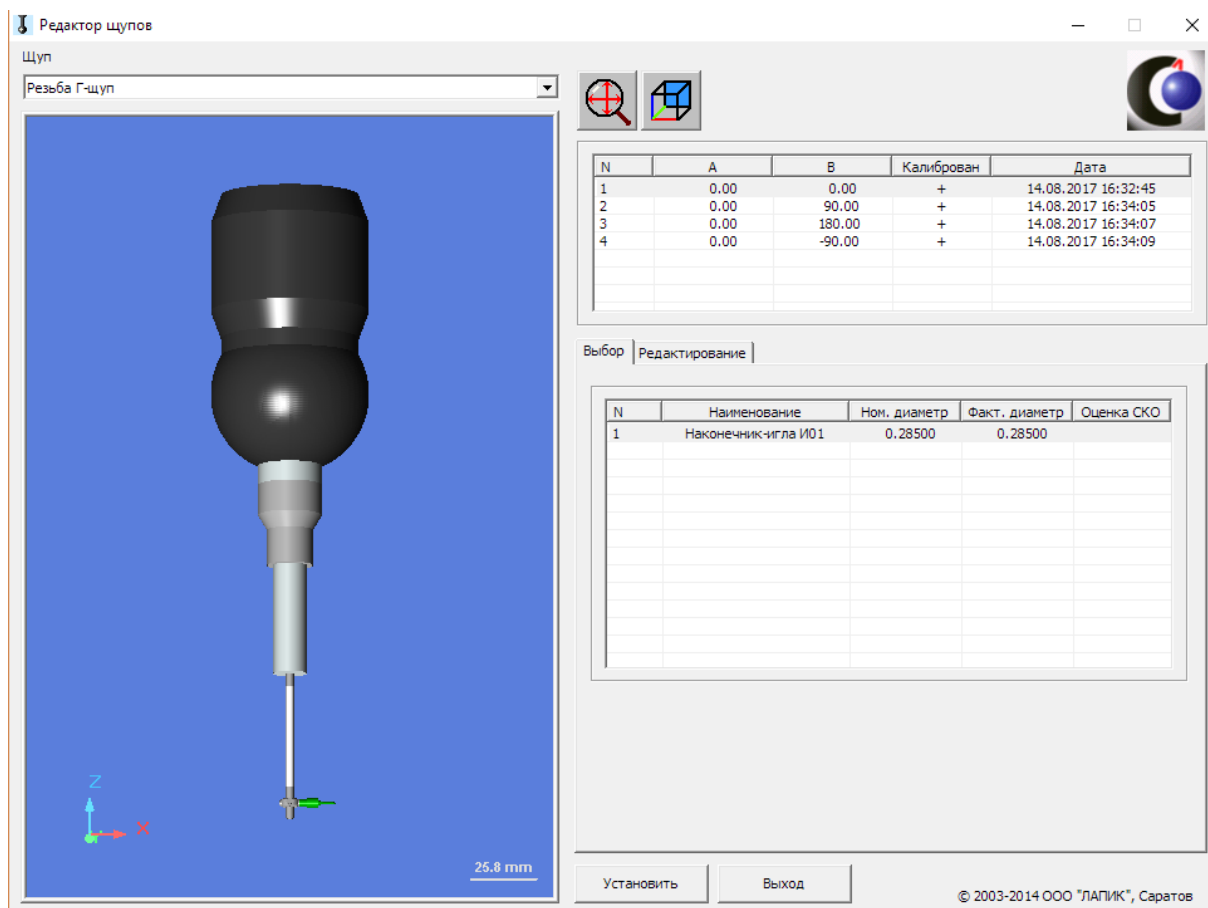 Редактор щупов
Щуп
Резьба Г-щуп
N A B Калиброван Дата
1 0.00 0.00 + 14.08.2017 16:32:45
2 0.00 90.00 + 14.08.2017 16:34:05
3 0.00 180.00 + 14.08.2017 16:34:07
4 0.00 -90.00 + 14.08.2017 16:34:09
Выбор Редактирование
N Наименование Ном. диаметр Факт. диаметр Оценка СКО
1 Наконечник-игла И01 0.28500 0.28500
Z
X
25.8 mm
Установить Выход
© 2003-2014 ООО "ЛАПИК", Саратов